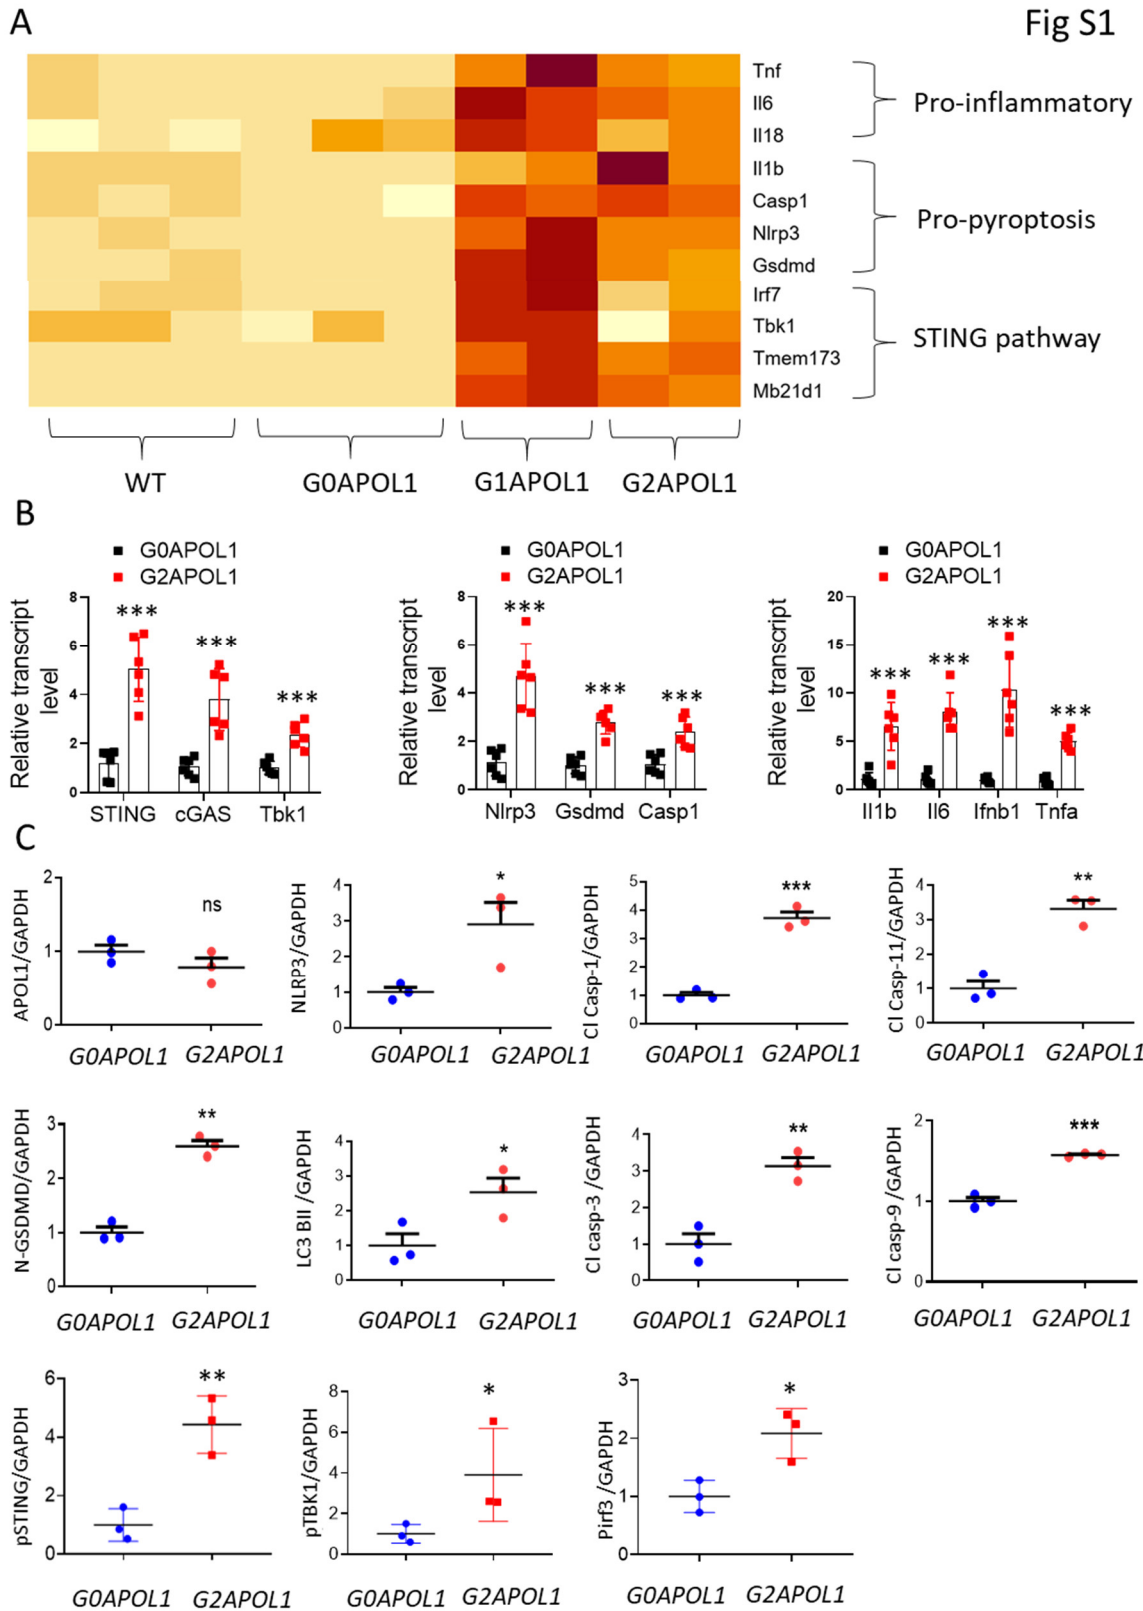 A
Fig S1
Tnf
Il6
Il18
Il1b
Casp1
Nlrp3
Gsdmd
Irf7
Tbk1
Tmem173
Mb21d1
Pro-inflammatory
Pro-pyroptosis
STING pathway
WT
G0APOL1
G1APOL1
G2APOL1
B
G0APOL1
G2APOL1
Relative transcript
level
8
6
4
2
0
***
***
***
STING
cGAS
Tbk1
G0APOL1
G2APOL1
Relative transcript
level
8
6
4
2
0
***
***
***
Nlrp3
Gsdmd
Casp1
G0APOL1
G2APOL1
Relative transcript
level
20
15
10
5
0
***
***
***
***
Il1b
Il6
Ifnb1
Tnfa
C
APOL1/GAPDH
2
1
0
ns
G0APOL1
G2APOL1
NLRP3/GAPDH
4
3
2
1
0
*
G0APOL1
G2APOL1
Cl Casp-1/GAPDH
5
4
3
2
1
0
***
G0APOL1
G2APOL1
Cl Casp-11/GAPDH
4
3
2
1
0
**
G0APOL1
G2APOL1
N-GSDMD/GAPDH
3
2
1
0
**
G0APOL1
G2APOL1
LC3 BII /GAPDH
4
3
2
1
0
*
G0APOL1
G2APOL1
Cl casp-3 /GAPDH
4
3
2
1
0
**
G0APOL1
G2APOL1
Cl casp-9 /GAPDH
2
1
0
***
G0APOL1
G2APOL1
pSTING/GAPDH
6
4
2
0
**
G0APOL1
G2APOL1
pTBK1/GAPDH
8
6
4
2
0
*
G0APOL1
G2APOL1
Pirf3 /GAPDH
3
2
1
0
*
G0APOL1
G2APOL1